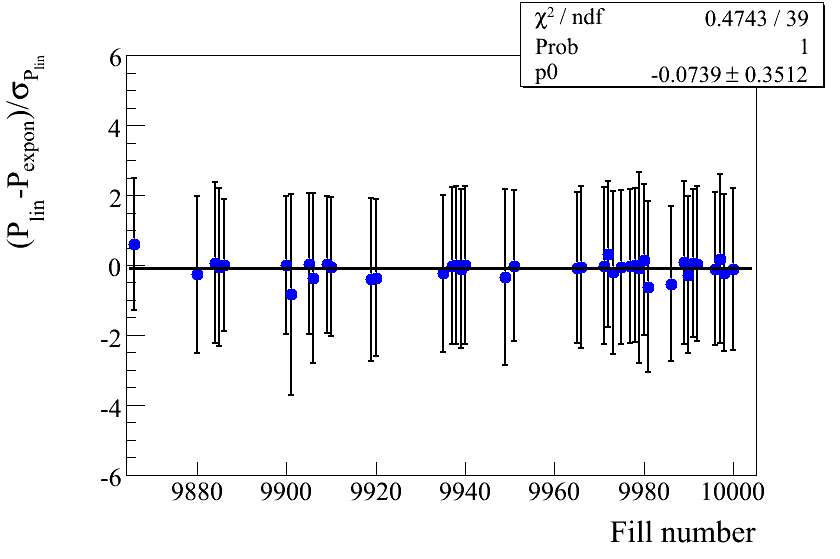 χ² / ndf 0.4743 / 39
Prob 1
p0 -0.0739 ± 0.3512
(P_lin -P_expon)/σ_P_lin
6
4
2
0
-2
-4
-6
9880 9900 9920 9940 9960 9980 10000
Fill number